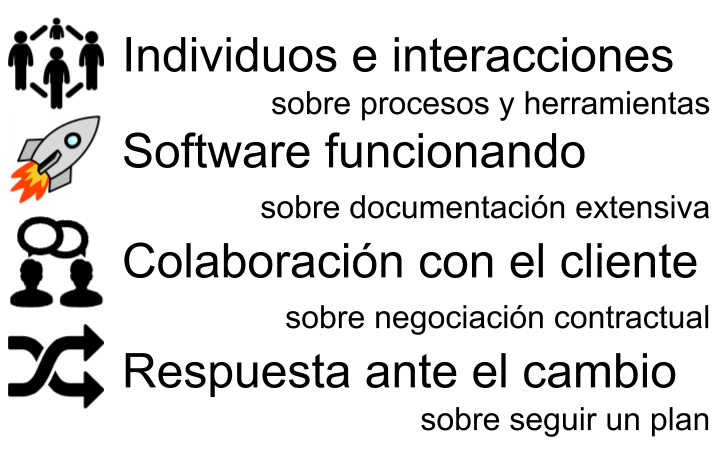 Individuos e interacciones
sobre procesos y herramientas
Software funcionando
sobre documentación extensiva
Colaboración con el cliente
sobre negociación contractual
Respuesta ante el cambio
sobre seguir un plan